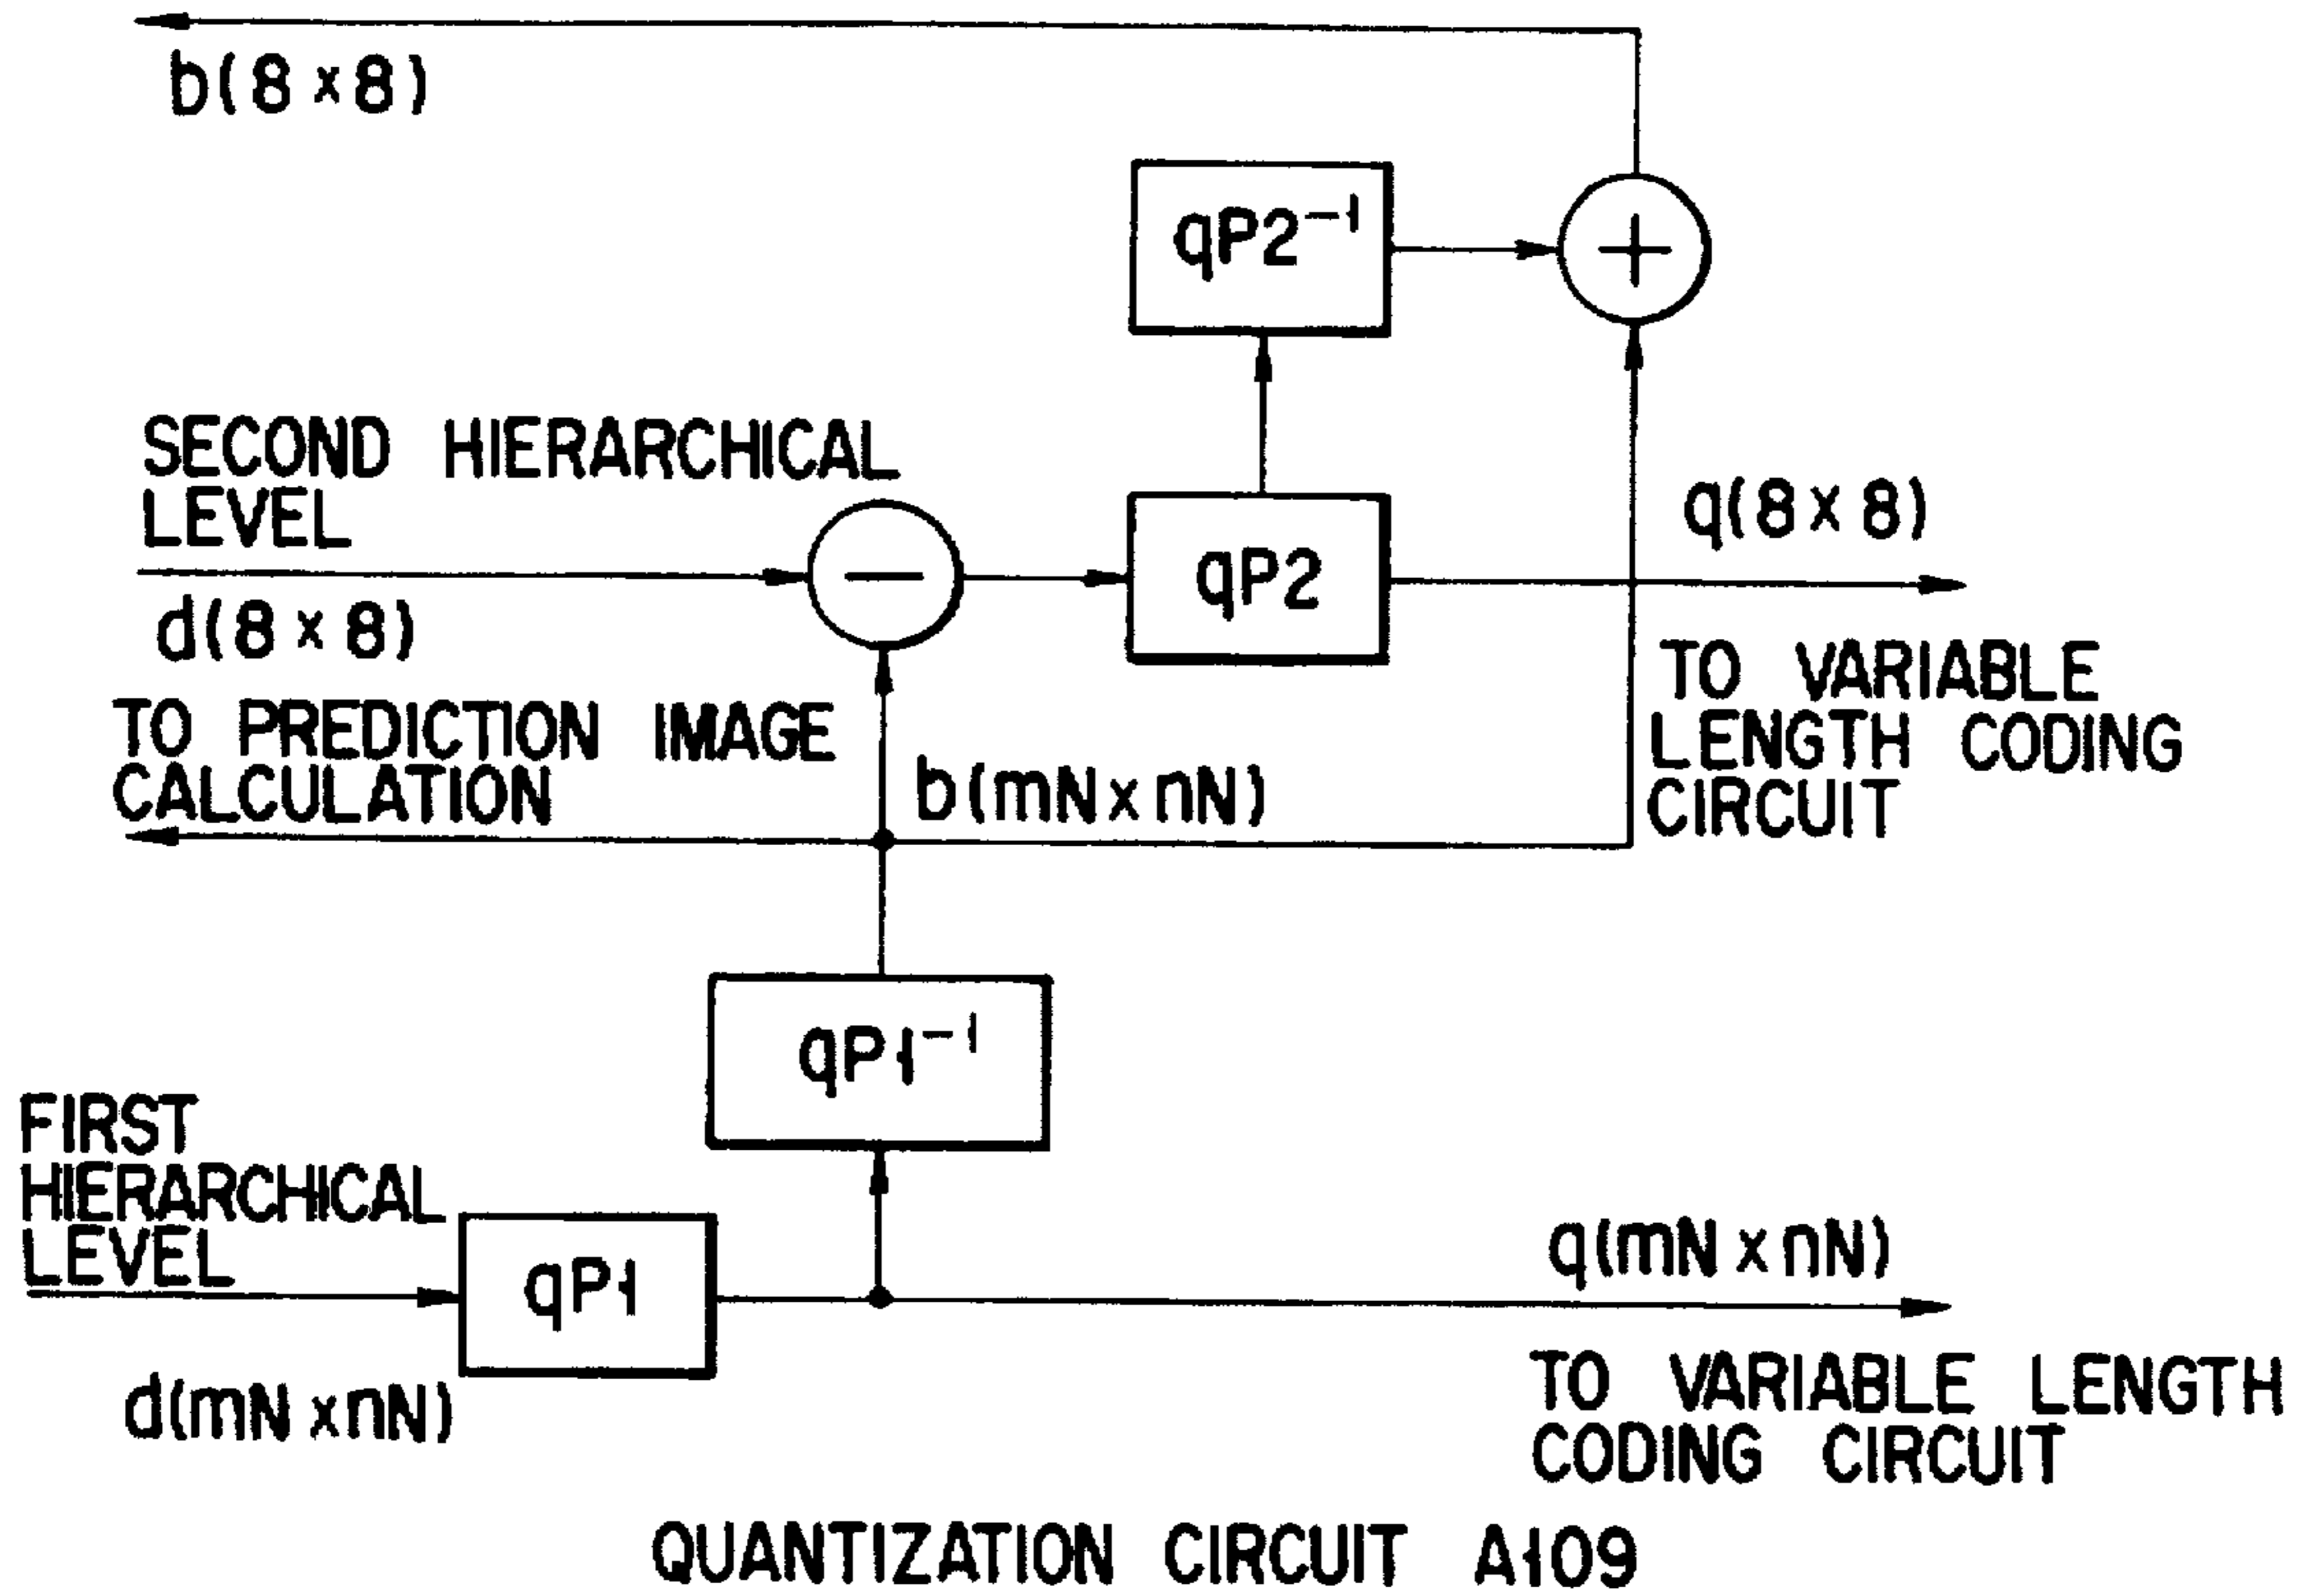 b(8×8)
qP2⁻¹
SECOND HIERARCHICAL
LEVEL
q(8×8)
qP2
d(8×8)
TO VARIABLE
LENGTH CODING
CIRCUIT
TO PREDICTION IMAGE
CALCULATION
b(mN×nN)
qP1⁻¹
FIRST
HIERARCHICAL
LEVEL
qP1
q(mN×nN)
d(mN×nN)
TO VARIABLE LENGTH
CODING CIRCUIT
QUANTIZATION CIRCUIT A109